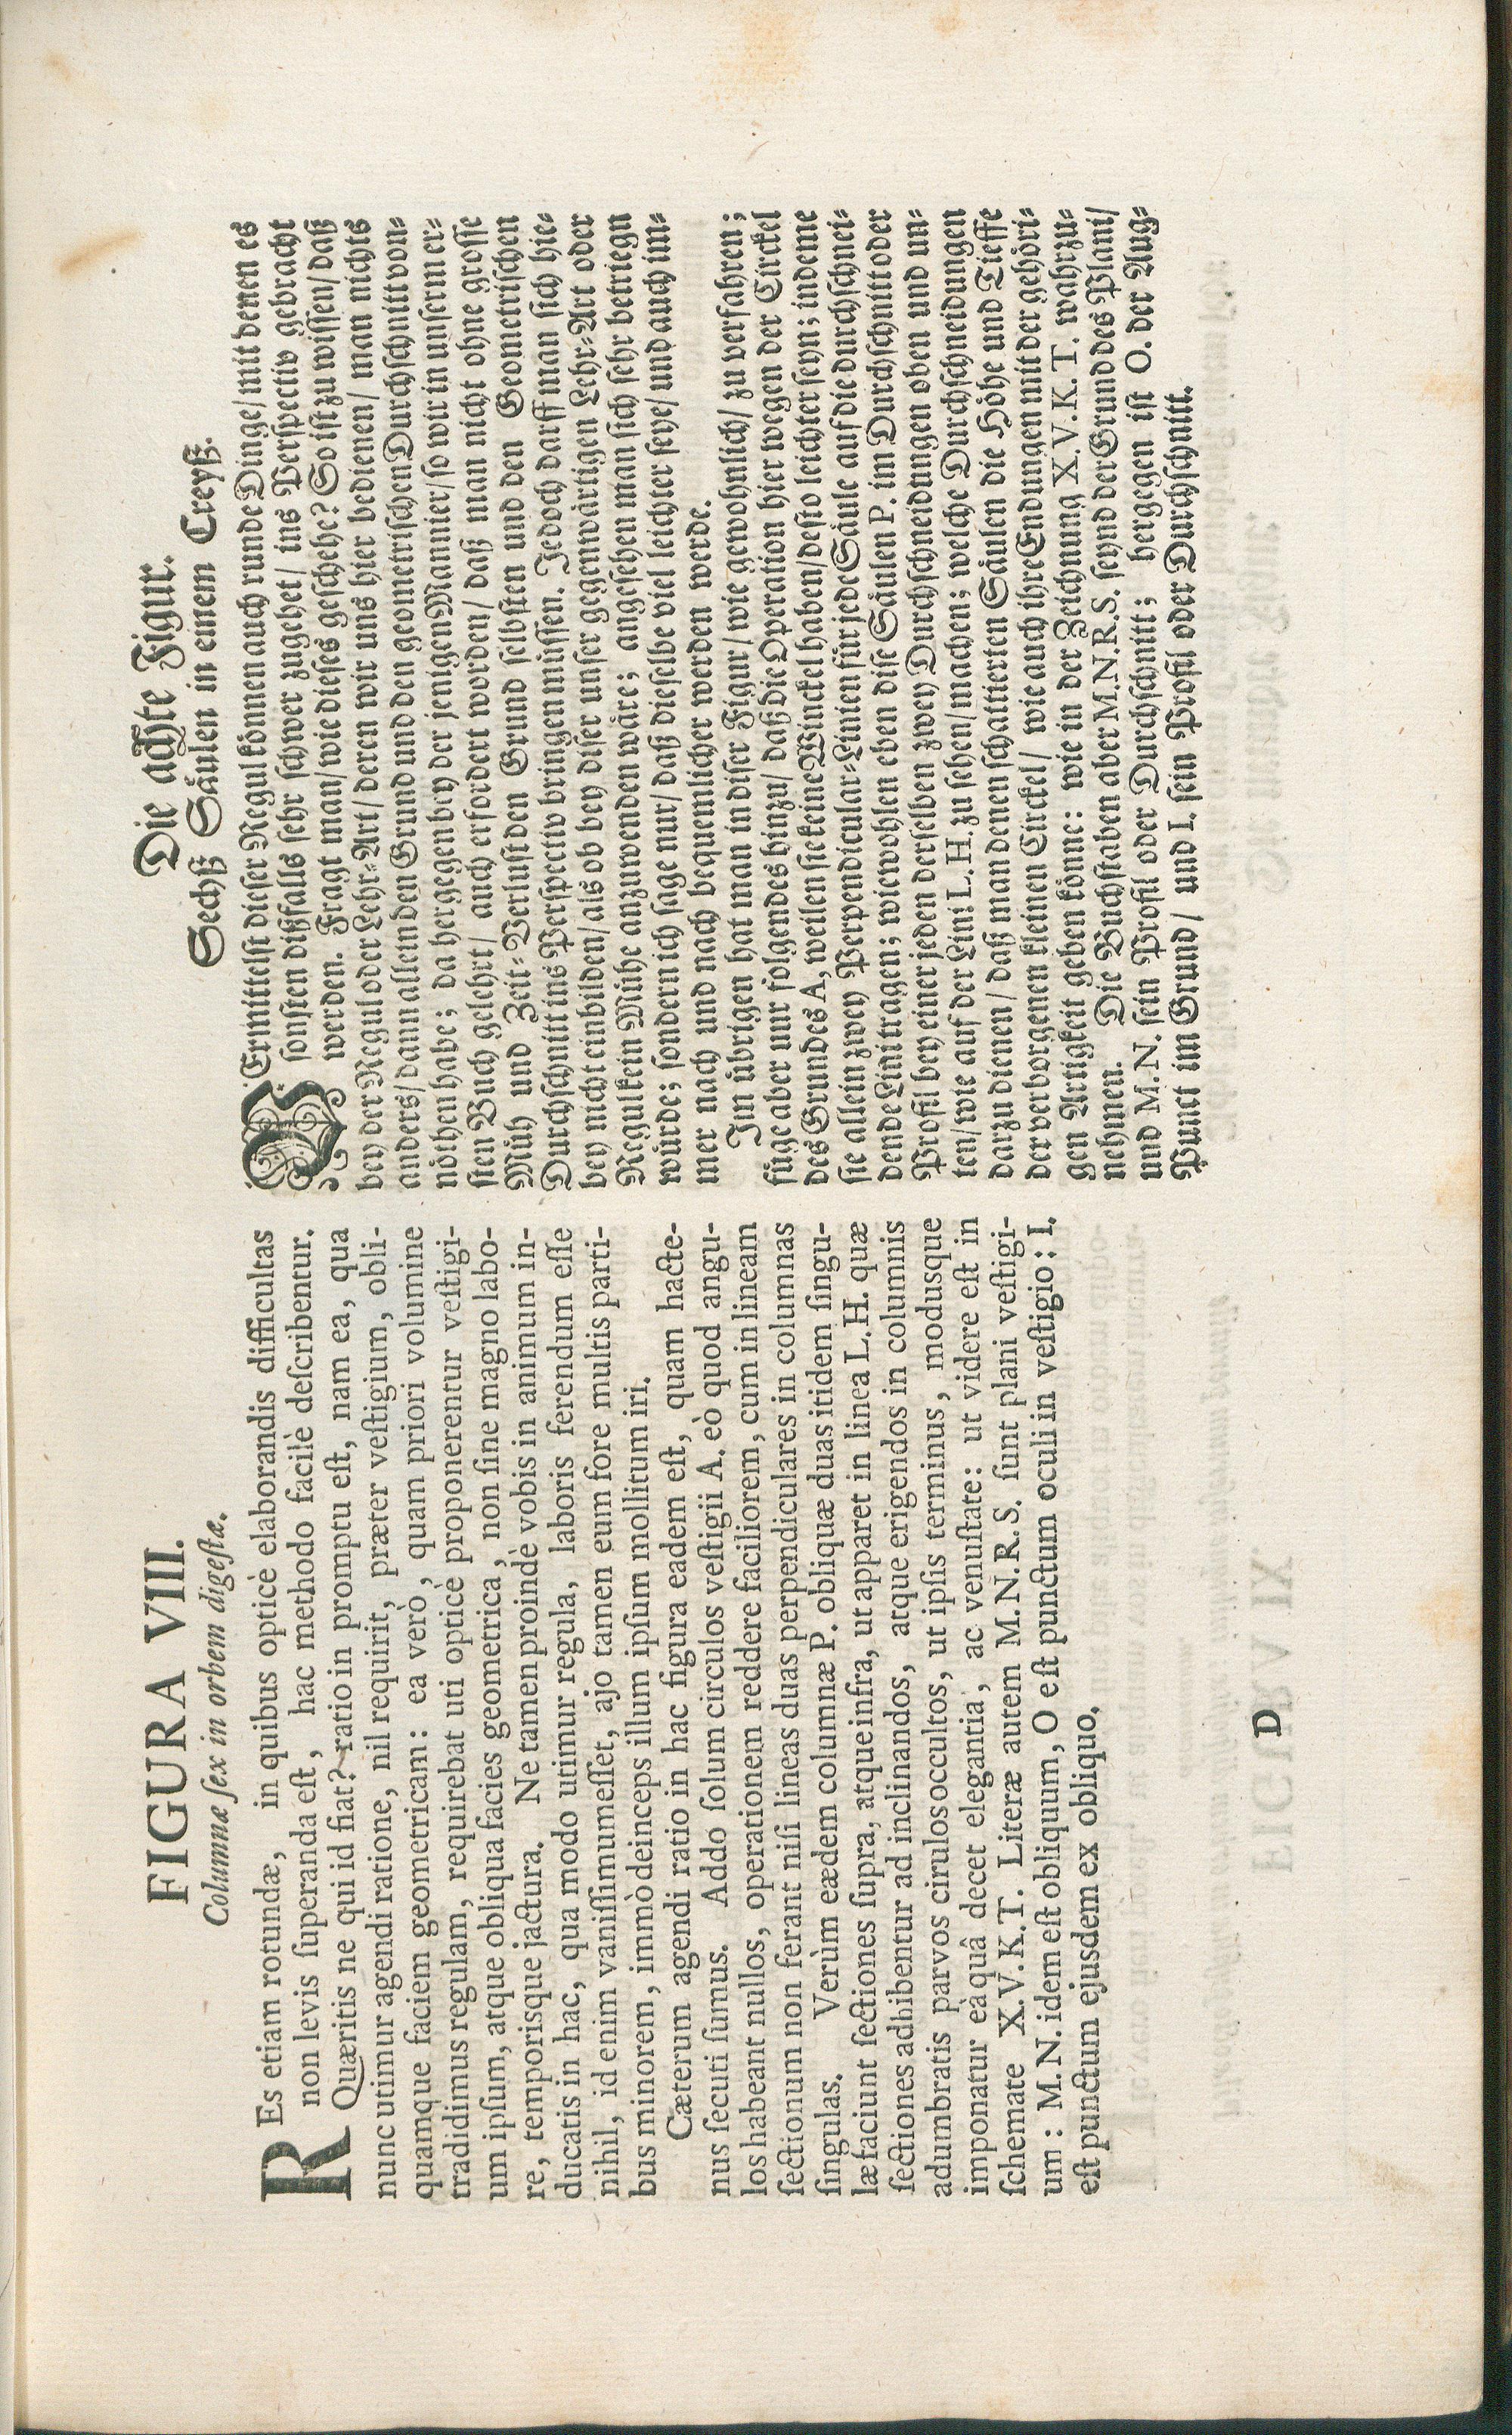 FIGURA VIII.
Columnæ ſex in orbem digeſtæ.
REs etiam rotundæ, in quibus opticè elaborandis difficultas
non levis ſuperanda eſt, hac methodo facilè deſcribentur.
Quæritis ne qui id fiat? ratio in promptu eſt, nam ea, qua
nunc utimur agendi ratione, nil requirit, præter veſtigium, obli-
quamque faciem geometricam: ea verò, quam priori volumine
tradidimus regulam, requirebat uti opticè proponerentur veſtigi-
um ipſum, atque obliqua facies geometrica, non ſine magno labo-
re, temporisque jactura. Ne tamen proindè vobis in animum in-
ducatis in hac, qua modo utimur regula, laboris ferendum eſſe
nihil, id enim vaniſſimum eſſet, ajo tamen eum fore multis parti-
bus minorem, immò deinceps illum ipſum mollitum iri.
Cæterum agendi ratio in hac figura eadem eſt, quam hacte-
nus ſecuti ſumus. Addo ſolum circulos veſtigii A. eò quod angu-
los habeant nullos, operationem reddere faciliorem, cum in lineam
ſectionum non ferant niſi lineas duas perpendiculares in columnas
ſingulas. Verùm eædem columnæ P. obliquæ duas itidem ſingu-
læ faciunt ſectiones ſupra, atque infra, ut apparet in linea L. H. quæ
ſectiones adhibentur ad inclinandos, atque erigendos in columnis
adumbratis parvos cirulos occultos, ut ipſis terminus, modusque
imponatur eà quâ decet elegantia, ac venuſtate: ut videre eſt in
ſchemate X. V. K. T. Literæ autem M. N. R. S. ſunt plani veſtigi-
um: M. N. idem eſt obliquum, O eſt punctum oculi in veſtigio: I.
eſt punctum ejusdem ex obliquo.
D
Die achte Figur.
Sechß Säulen in einem Creyß.
VErmittelſt dieſer Regul können auch runde Dinge/ mit denen es
ſonſten dißfalls ſehr ſchwer zugehet/ ins Perſpectiv gebracht
werden. Fragt man/ wie dieſes geſchehe? So iſt zu wiſſen/ daß
bey der Regul oder Lehr-Art/ deren wir uns hier bedienen/ man nichts
anders/ dann allein den Grund und den geometriſchen Durchſchnitt von-
nöthen habe; da hergegen bey der jenigen Mannier/ ſo wir in unſerm er-
ſten Buch gelehrt/ auch erfordert worden/ daß man nicht ohne groſſe
Müh und Zeit-Verluſt den Grund ſelbſten und den Geometriſchen
Durchſchnitt ins Perſpectiv bringen müſſen. Jedoch darff man ſich hie-
bey nicht einbilden/ als ob bey diſer unſer gegenwärtigen Lehr-Art oder
Regul kein Mühe anzuwenden wäre; angeſehen man ſich ſehr betriegn
würde; ſondern ich ſage nur/ daß dieſelbe viel leichter ſeye/ und auch im-
mer nach und nach bequemlicher werden werde.
Im übrigen hat man in diſer Figur/ wie gewohnlich/ zu verfahren;
füge aber nur folgendes hinzu/ daß die Operation hier wegen der Circkel
des Grundes A, weilen ſie keine Winckel haben/ deſto leichter ſeyn; indeme
ſie allein zwey Perpendicular-Linien für jede Säule auf die durchſchnei-
dende Lini tragen; wiewohlen eben diſe Säulen P. im Durchſchnitt oder
Profil bey einer jeden derſelben zwey Durchſchneidungen oben und un-
ten/ wie auf der Lini L. H. zu ſehen/ machen; welche Durchſchneidungen
darzu dienen/ daß man denen ſchattierten Säulen die Höhe und Tieffe
der verborgenen kleinen Circkel/ wie auch ihre Endungen mit der gehöri-
gen Artigkeit geben könne: wie in der Zeichnung X. V. K. T. wahrzu-
nehmen. Die Buchſtaben aber M. N. R. S. ſeynd der Grund des Plani/
und M. N. ſein Profil oder Durchſchnitt; hergegen iſt O. der Aug-
Punct im Grund/ und I. ſein Profil oder Durchſchnitt.